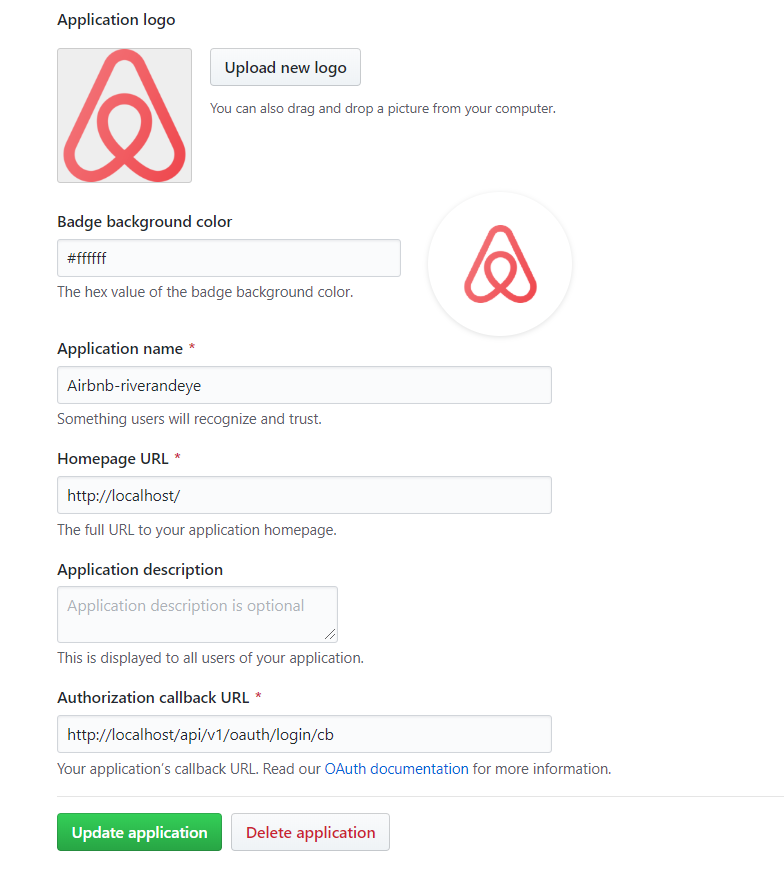 Application logo
Upload new logo
You can also drag and drop a picture from your computer.
Badge background color
#ffffff
The hex value of the badge background color.
Application name *
Airbnb-riverandeye
Something users will recognize and trust.
Homepage URL *
http://localhost/
The full URL to your application homepage.
Application description
Application description is optional
This is displayed to all users of your application.
Authorization callback URL *
http://localhost/api/v1/oauth/login/cb
Your application’s callback URL. Read our OAuth documentation for more information.
Update application
Delete application